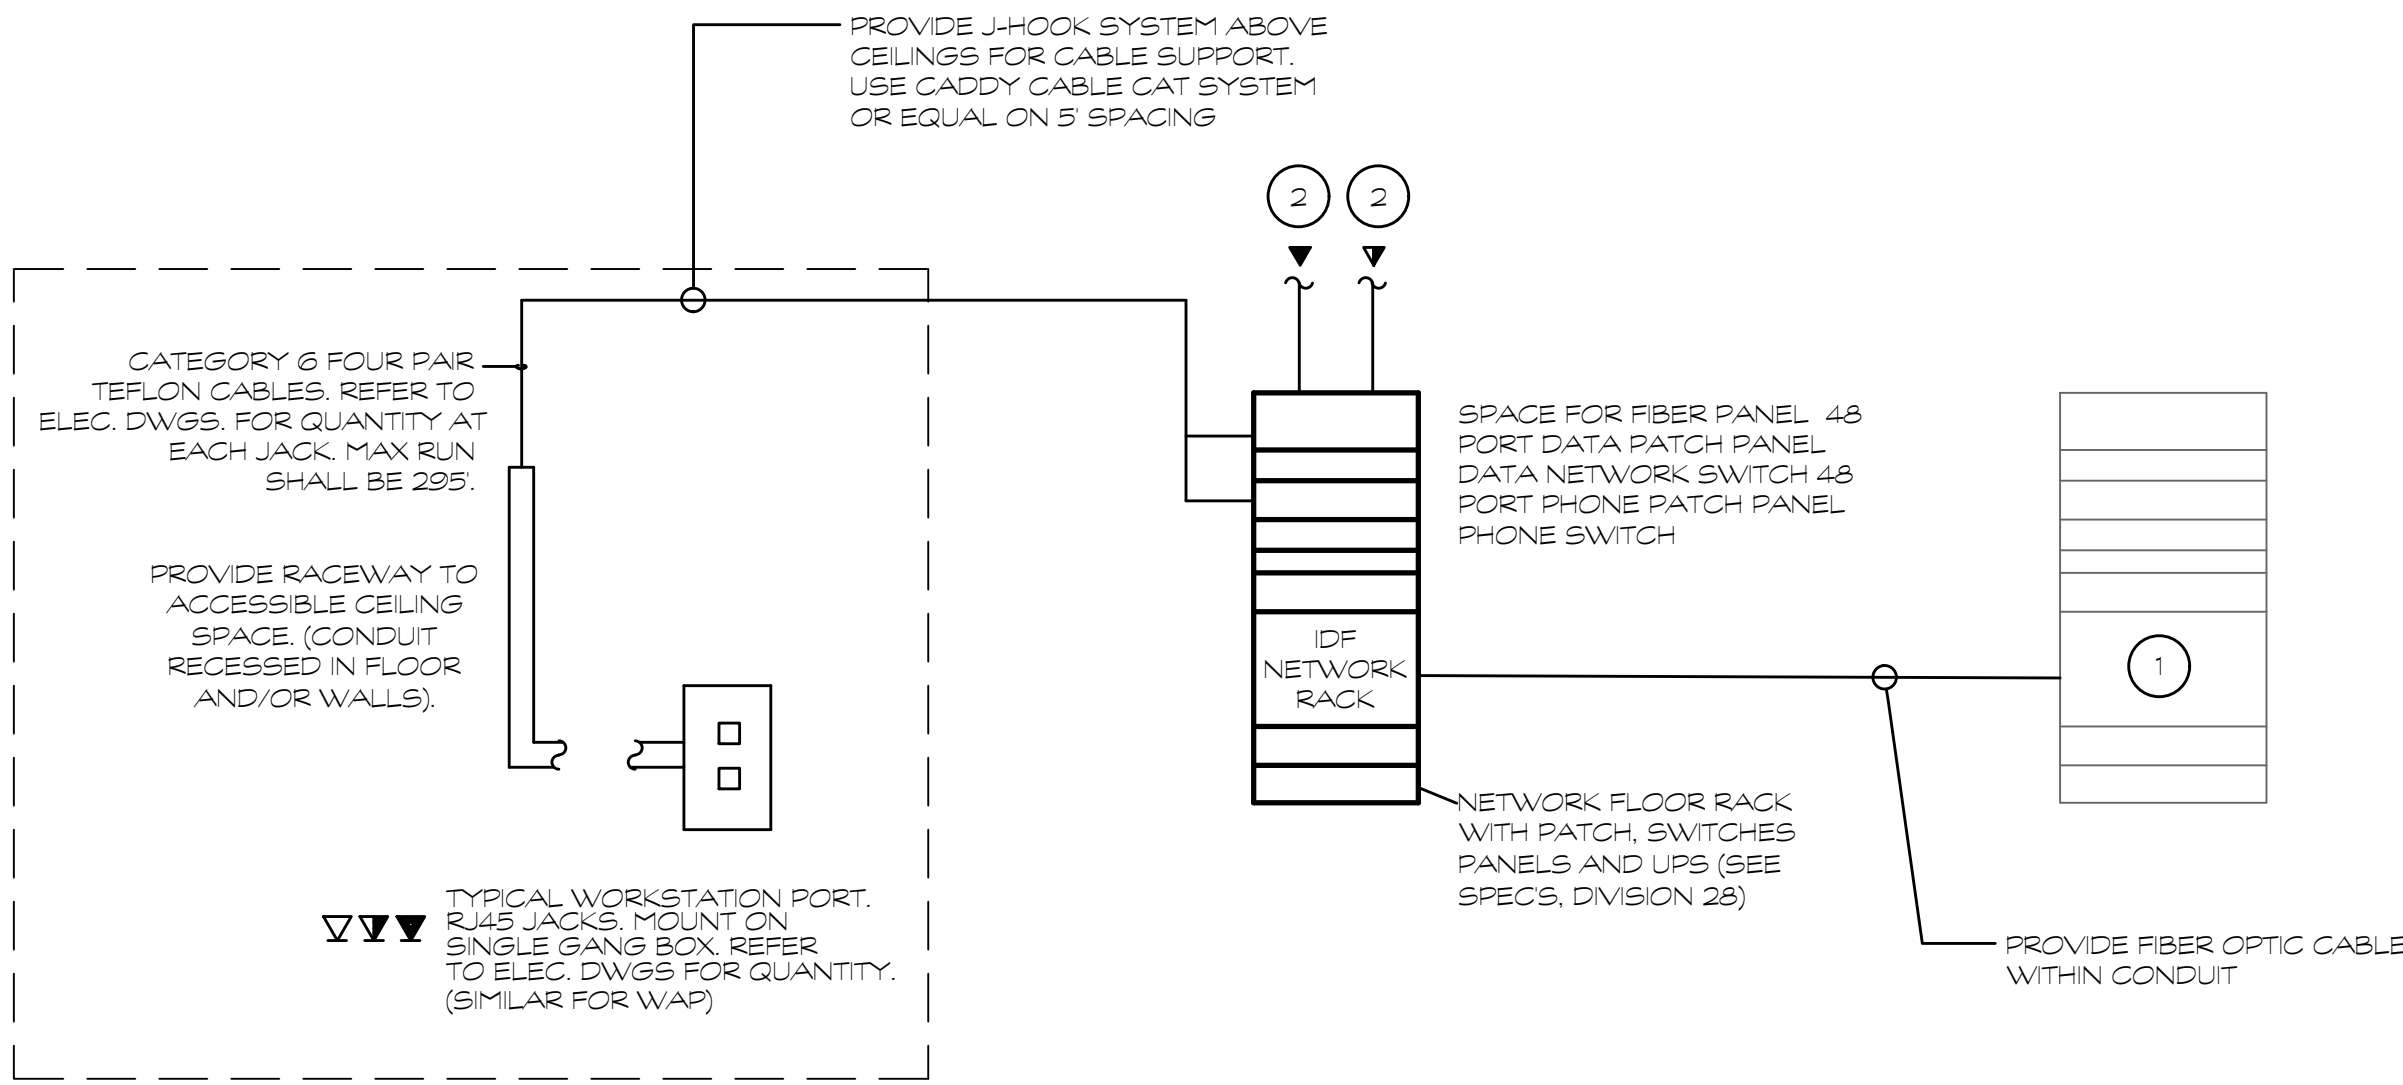 PROVIDE J-HOOK SYSTEM ABOVE
CEILINGS FOR CABLE SUPPORT.
USE CADDY CABLE CAT SYSTEM
OR EQUAL ON 5' SPACING
2
2
CATEGORY 6 FOUR PAIR
TEFLON CABLES. REFER TO
ELEC. DWGS. FOR QUANTITY AT
EACH JACK. MAX RUN
SHALL BE 295'.
PROVIDE RACEWAY TO
ACCESSIBLE CEILING
SPACE. (CONDUIT
RECESSED IN FLOOR
AND/OR WALLS).
TYPICAL WORKSTATION PORT.
RJ45 JACKS. MOUNT ON
SINGLE GANG BOX. REFER
TO ELEC. DWGS FOR QUANTITY.
(SIMILAR FOR WAP)
SPACE FOR FIBER PANEL 48
PORT DATA PATCH PANEL
DATA NETWORK SWITCH 48
PORT PHONE PATCH PANEL
PHONE SWITCH
IDF
NETWORK
RACK
1
NETWORK FLOOR RACK
WITH PATCH, SWITCHES
PANELS AND UPS (SEE
SPEC'S, DIVISION 28)
PROVIDE FIBER OPTIC CABLE
WITHIN CONDUIT